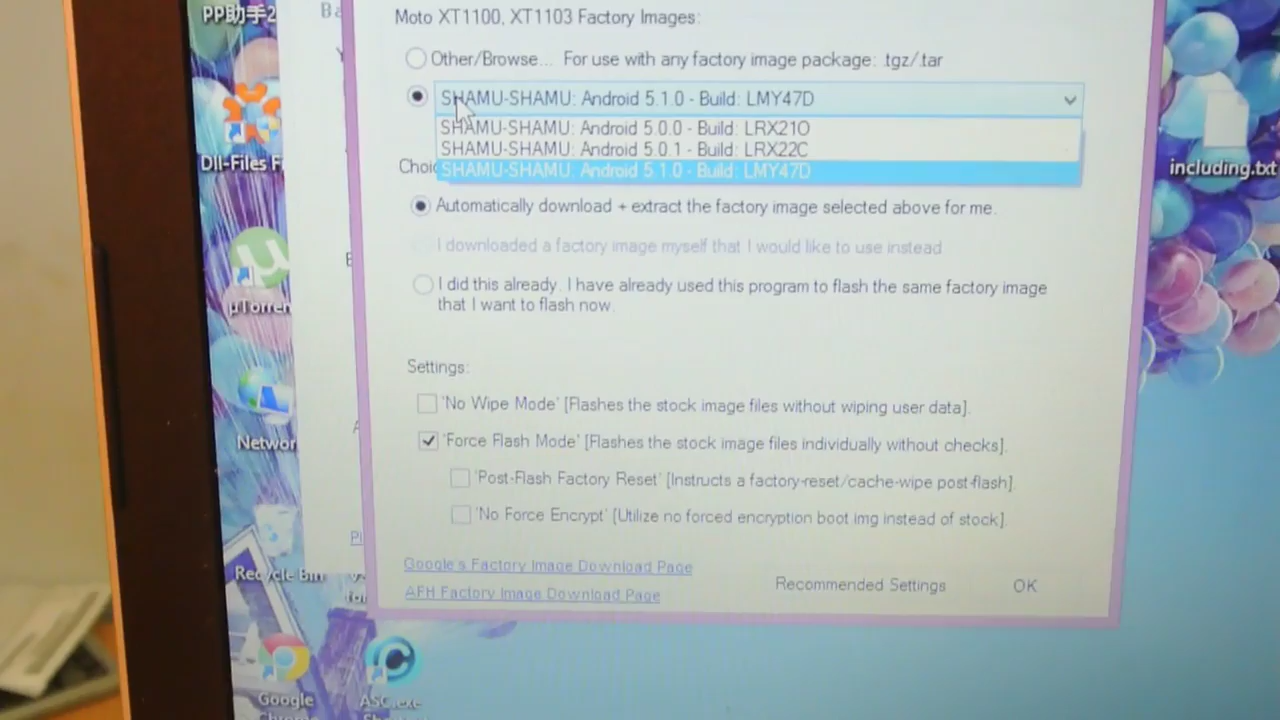 PP助手2
Ba
Moto XT1100, XT1103 Factory Images:
Other/Browse... For use with any factory image package: .tgz/.tar
SHAMU-SHAMU: Android 5.1.0 - Build: LMY47D
SHAMU-SHAMU: Android 5.0.0 - Build: LRX21O
SHAMU-SHAMU: Android 5.0.1 - Build: LRX22C
SHAMU-SHAMU: Android 5.1.0 - Build: LMY47D
Dll-Files Fi
Choic
including.txt
Automatically download + extract the factory image selected above for me.
I downloaded a factory image myself that I would like to use instead
I did this already. I have already used this program to flash the same factory image
that I want to flash now.
µTorren
Settings:
'No Wipe Mode' [Flashes the stock image files without wiping user data].
Networ
'Force Flash Mode' [Flashes the stock image files individually without checks].
'Post-Flash Factory Reset' [Instructs a factory-reset/cache-wipe post-flash].
'No Force Encrypt' [Utilize no forced encryption boot img instead of stock].
Pl
Google's Factory Image Download Page
AFH Factory Image Download Page
Recommended Settings
OK
Recycle Bin
Google
Chrome
ASC.exe